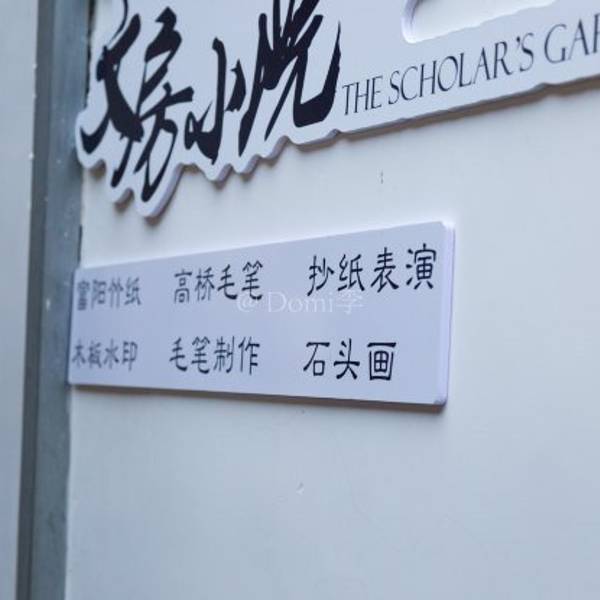 文房小院 THE SCHOLAR'S GAR
富阳竹纸 高桥毛笔 抄纸表演
@Domi李
木板水印 毛笔制作 石头画